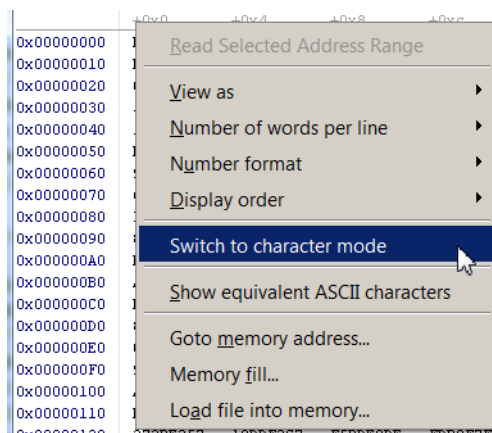 +0x0 +0x4 +0x8 +0xc
0x00000000
Read Selected Address Range
0x00000010
0x00000020
View as
0x00000030
0x00000040
Number of words per line
0x00000050
Number format
0x00000060
0x00000070
Display order
0x00000080
0x00000090
Switch to character mode
0x000000A0
0x000000B0
Show equivalent ASCII characters
0x000000C0
0x000000D0
Goto memory address...
0x000000E0
0x000000F0
Memory fill...
0x00000100
0x00000110
Load file into memory...